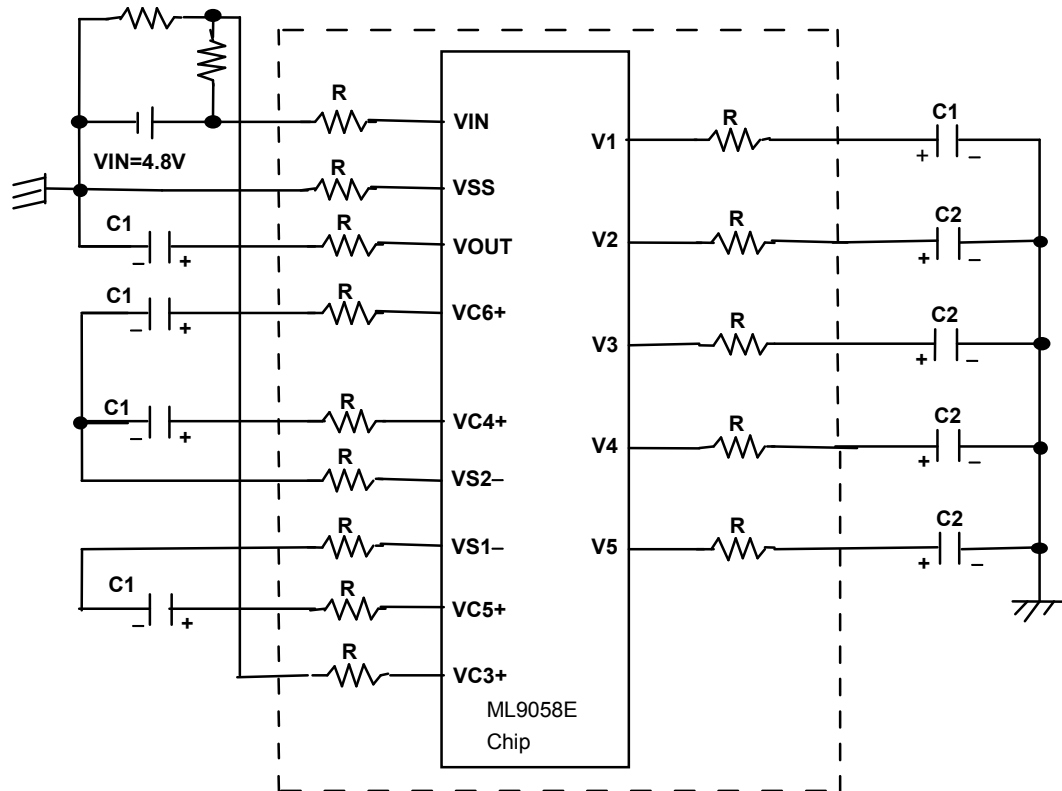 R
VIN
VIN=4.8V
R
VSS
C1
–
+
R
VOUT
C1
–
+
R
VC6+
C1
–
+
R
VC4+
R
VS2–
R
VS1–
C1
–
+
R
VC5+
R
VC3+
ML9058E
Chip
V1
R
C1
+
–
V2
R
C2
+
–
V3
R
C2
+
–
V4
R
C2
+
–
V5
R
C2
+
–